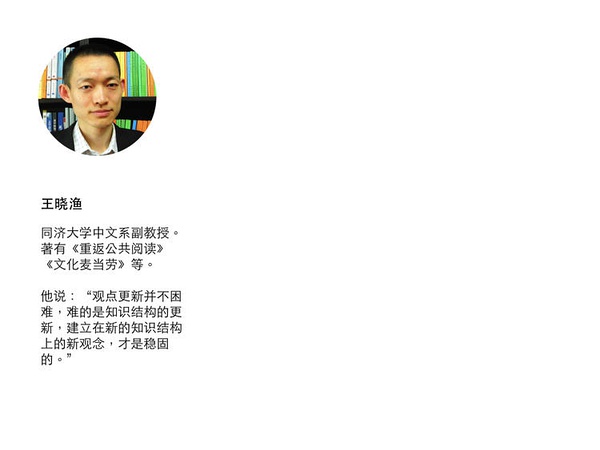 王晓渔
同济大学中文系副教授。
著有《重返公共阅读》
《文化麦当劳》等。
他说：“观点更新并不困
难，难的是知识结构的更
新，建立在新的知识结构
上的新观念，才是稳固
的。”